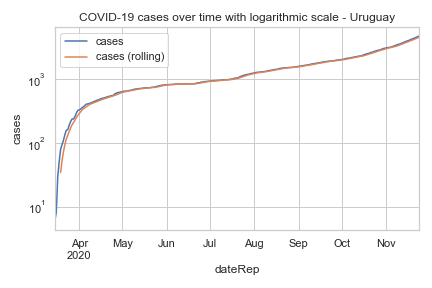 COVID-19 cases over time with logarithmic scale - Uruguay
cases
cases (rolling)
10³
10²
10¹
cases
Apr May Jun Jul Aug Sep Oct Nov
2020
dateRep